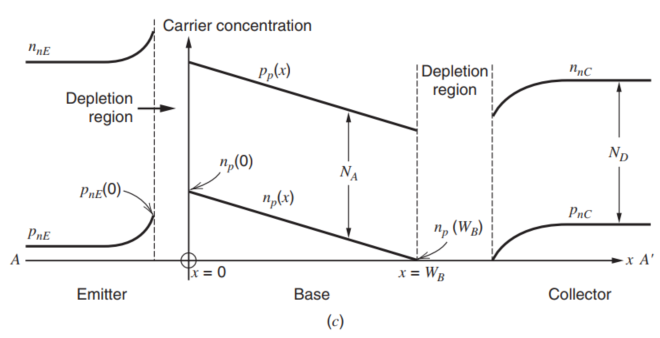 Carrier concentration
n_nE
p_p(x)
Depletion
region
n_nC
Depletion
region
n_p(0)
N_A
N_D
p_nE(0)
n_p(x)
p_nE
n_p (W_B)
p_nC
A
x = 0
x = W_B
x A'
Emitter
Base
Collector
(c)